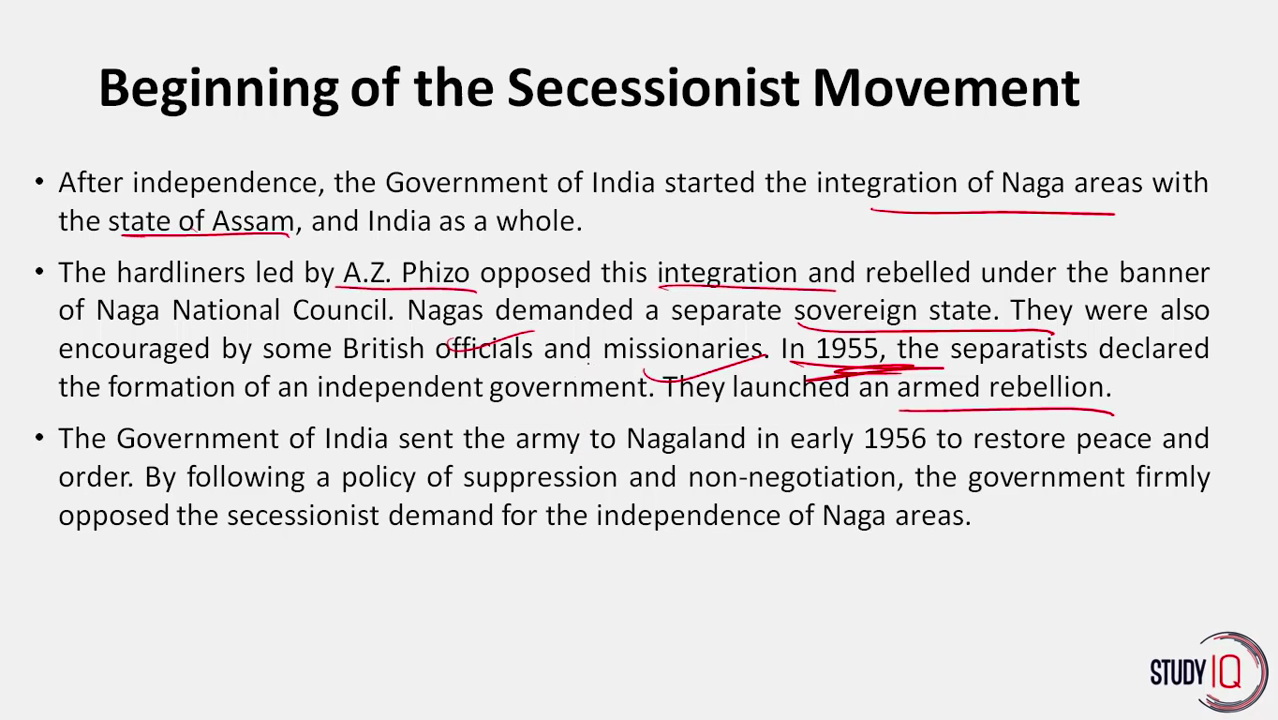 Beginning of the Secessionist Movement
• After independence, the Government of India started the integration of Naga areas with
the state of Assam, and India as a whole.
• The hardliners led by A.Z. Phizo opposed this integration and rebelled under the banner
of Naga National Council. Nagas demanded a separate sovereign state. They were also
encouraged by some British officials and missionaries. In 1955, the separatists declared
the formation of an independent government. They launched an armed rebellion.
• The Government of India sent the army to Nagaland in early 1956 to restore peace and
order. By following a policy of suppression and non-negotiation, the government firmly
opposed the secessionist demand for the independence of Naga areas.
STUDY IQ